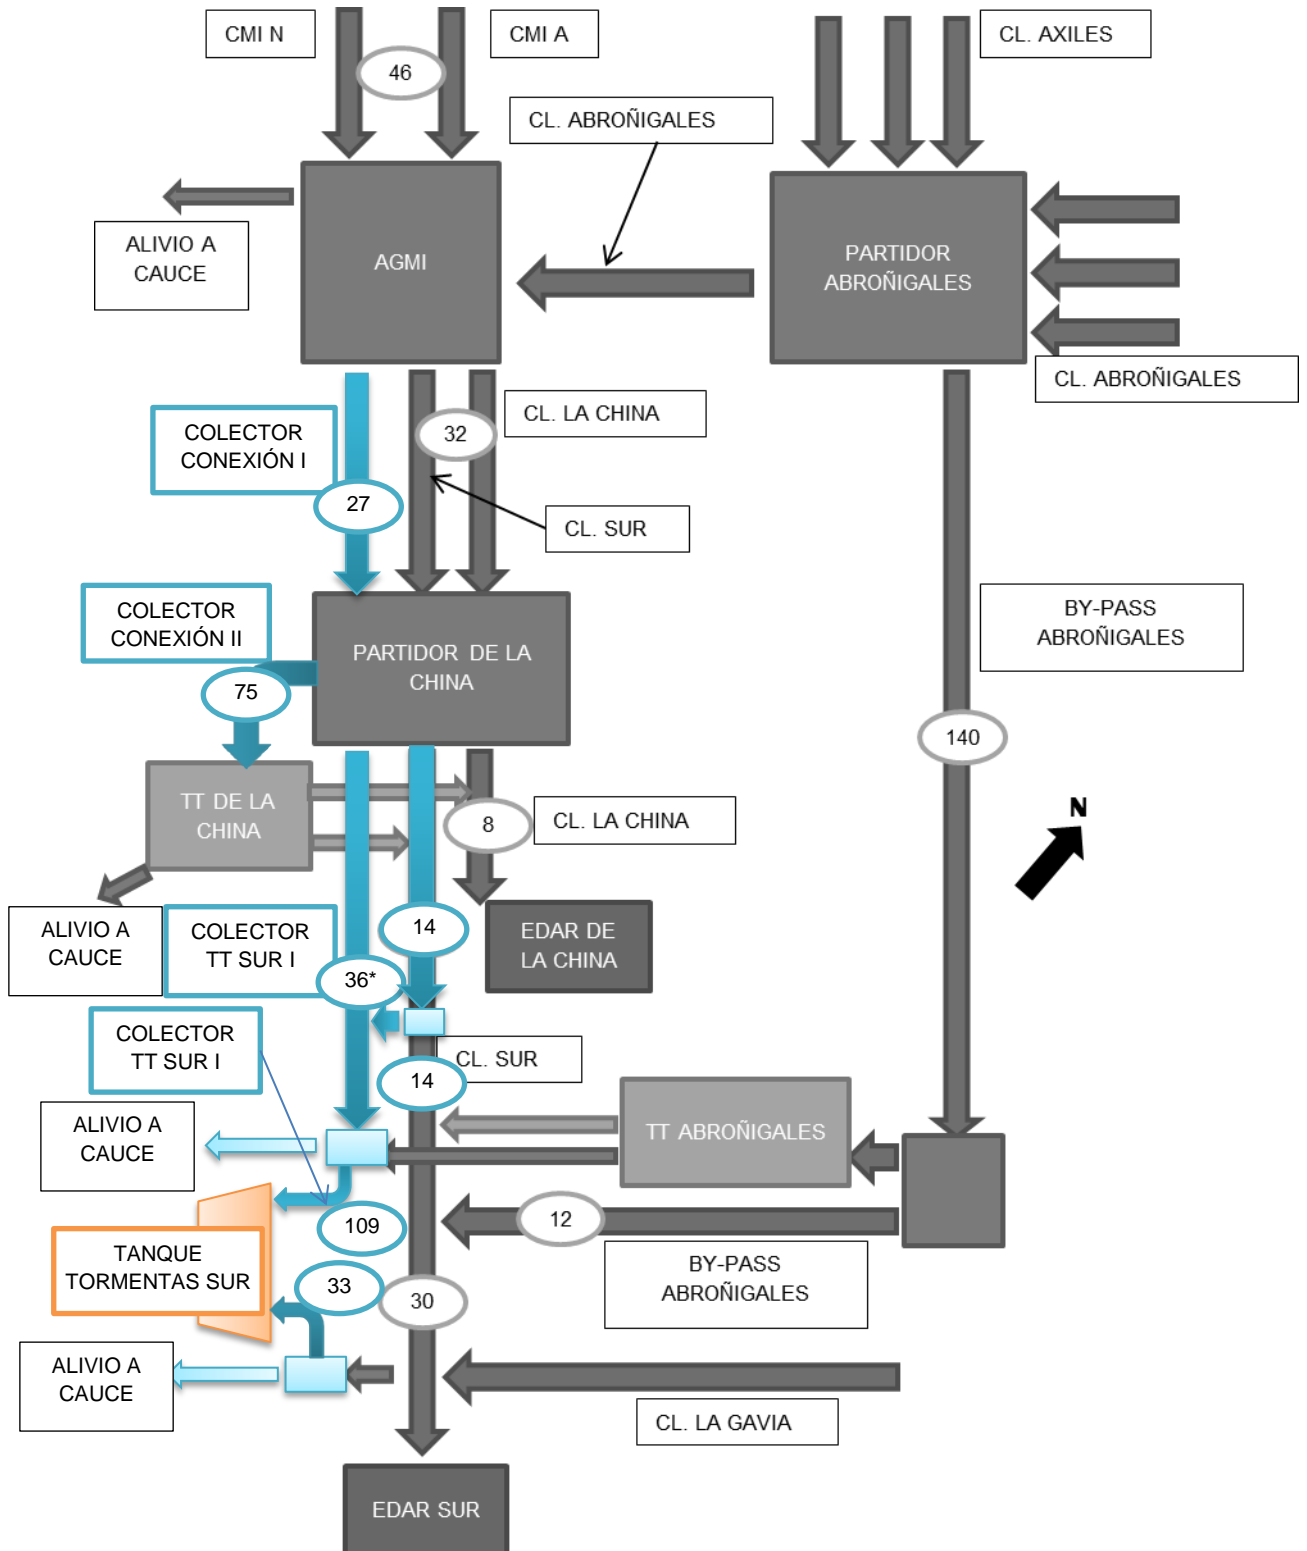 CMI N
CMI A
CL. AXILES
46
CL. ABROÑIGALES
ALIVIO A
CAUCE
AGMI
PARTIDOR
ABROÑIGALES
CL. ABROÑIGALES
CL. LA CHINA
COLECTOR
CONEXIÓN I
32
27
CL. SUR
COLECTOR
CONEXIÓN II
BY-PASS
ABROÑIGALES
PARTIDOR DE LA
CHINA
75
140
TT DE LA
CHINA
8
CL. LA CHINA
N
ALIVIO A
CAUCE
COLECTOR
TT SUR I
14
EDAR DE
LA CHINA
36*
COLECTOR
TT SUR I
CL. SUR
14
ALIVIO A
CAUCE
TT ABROÑIGALES
109
12
TANQUE
TORMENTAS SUR
BY-PASS
ABROÑIGALES
33
30
ALIVIO A
CAUCE
CL. LA GAVIA
EDAR SUR